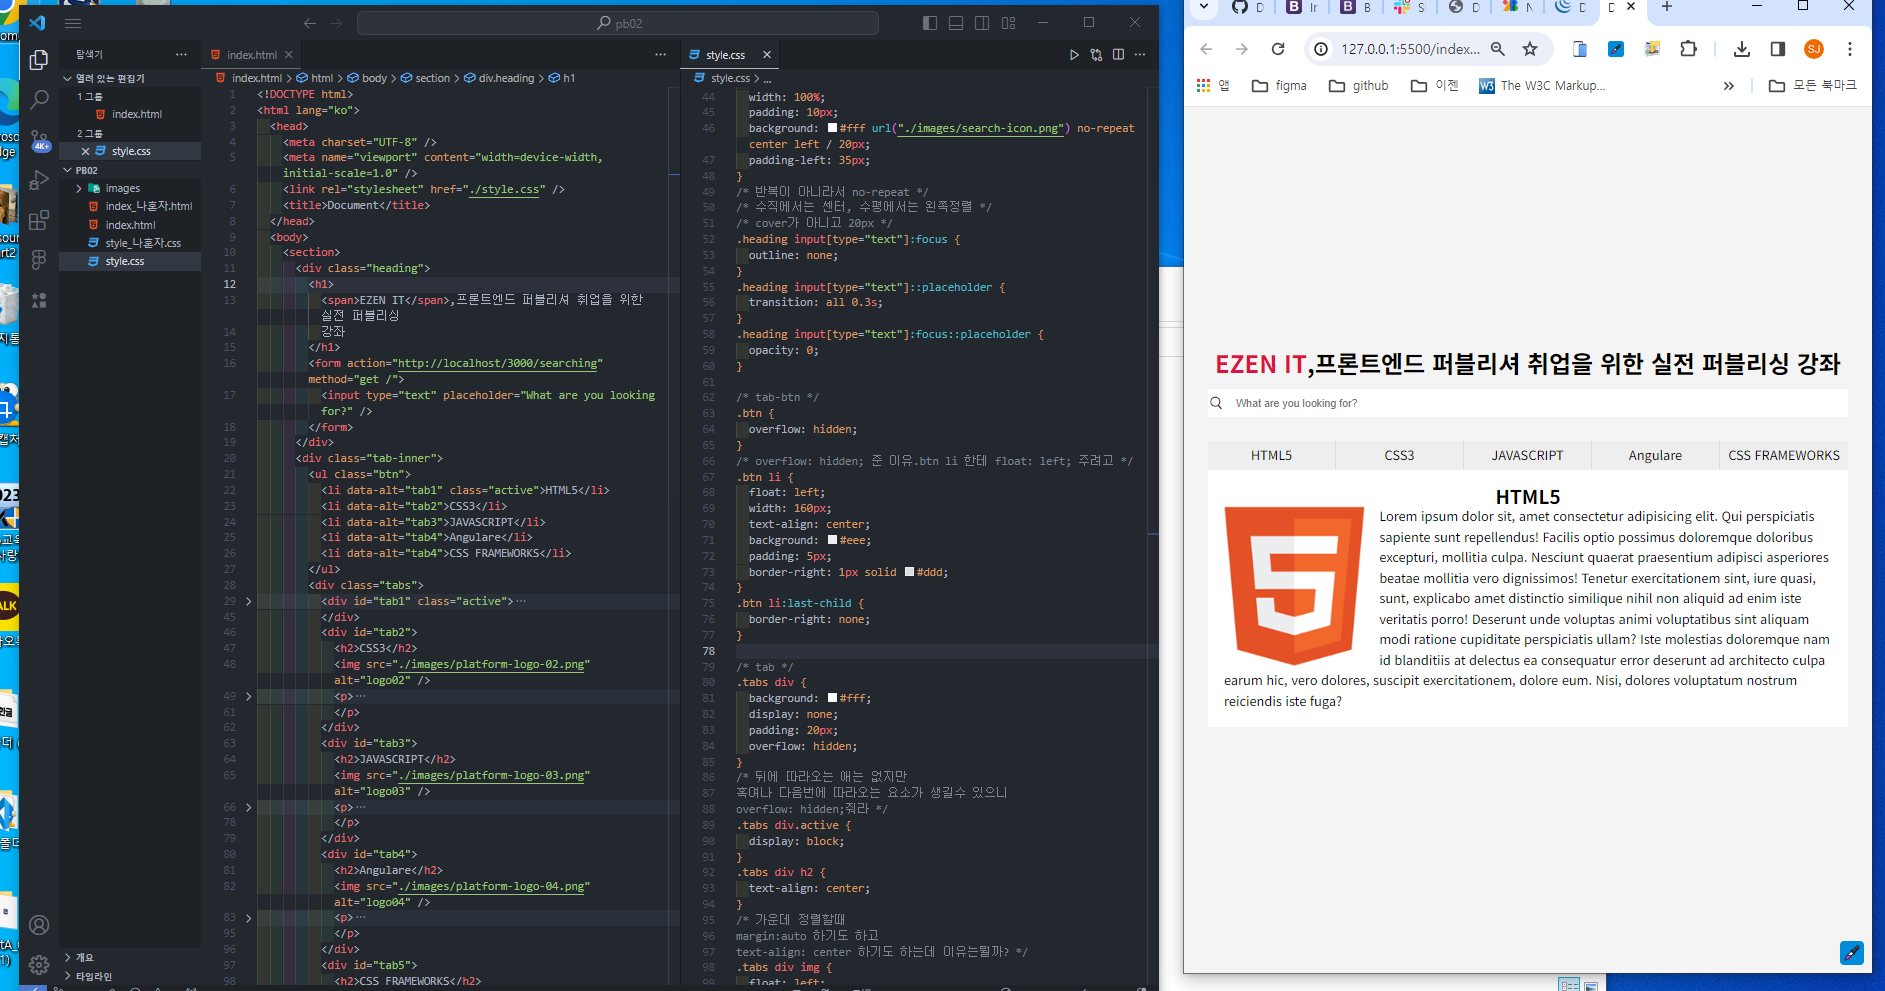 pb02
탐색기
열려 있는 편집기
1 그룹
index.html
2 그룹
style.css
PB02
images
index_나혼자.html
index.html
style_나혼자.css
style.css
개요
타임라인
4K+
index.html
index.html > html > body > section > div.heading > h1
1 <!DOCTYPE html>
2 <html lang="ko">
3 <head>
4 <meta charset="UTF-8" />
5 <meta name="viewport" content="width=device-width,
initial-scale=1.0" />
6 <link rel="stylesheet" href="./style.css" />
7 <title>Document</title>
8 </head>
9 <body>
10 <section>
11 <div class="heading">
12 <h1>
13 <span>EZEN IT</span>,프론트엔드 퍼블리셔 취업을 위한
실전 퍼블리싱
14 강좌
15 </h1>
16 <form action="http://localhost/3000/searching"
method="get /">
17 <input type="text" placeholder="What are you looking
for?" />
18 </form>
19 </div>
20 <div class="tab-inner">
21 <ul class="btn">
22 <li data-alt="tab1" class="active">HTML5</li>
23 <li data-alt="tab2">CSS3</li>
24 <li data-alt="tab3">JAVASCRIPT</li>
25 <li data-alt="tab4">Angulare</li>
26 <li data-alt="tab4">CSS FRAMEWORKS</li>
27 </ul>
28 <div class="tabs">
29 <div id="tab1" class="active">…
45 </div>
46 <div id="tab2">
47 <h2>CSS3</h2>
48 <img src="./images/platform-logo-02.png"
alt="logo02" />
49 <p>…
61 </p>
62 </div>
63 <div id="tab3">
64 <h2>JAVASCRIPT</h2>
65 <img src="./images/platform-logo-03.png"
alt="logo03" />
66 <p>…
78 </p>
79 </div>
80 <div id="tab4">
81 <h2>Angulare</h2>
82 <img src="./images/platform-logo-04.png"
alt="logo04" />
83 <p>…
95 </p>
96 </div>
97 <div id="tab5">
98 <h2>CSS FRAMEWORKS</h2>
style.css
style.css > ...
44 width: 100%;
45 padding: 10px;
46 background: #fff url("./images/search-icon.png") no-repeat
center left / 20px;
47 padding-left: 35px;
48 }
49 /* 반복이 아니라서 no-repeat */
50 /* 수직에서는 센터, 수평에서는 왼쪽정렬 */
51 /* cover가 아니고 20px */
52 .heading input[type="text"]:focus {
53 outline: none;
54 }
55 .heading input[type="text"]::placeholder {
56 transition: all 0.3s;
57 }
58 .heading input[type="text"]:focus::placeholder {
59 opacity: 0;
60 }
61
62 /* tab-btn */
63 .btn {
64 overflow: hidden;
65 }
66 /* overflow: hidden; 준 이유.btn li 한테 float: left; 주려고 */
67 .btn li {
68 float: left;
69 width: 160px;
70 text-align: center;
71 background: #eee;
72 padding: 5px;
73 border-right: 1px solid #ddd;
74 }
75 .btn li:last-child {
76 border-right: none;
77 }
78
79 /* tab */
80 .tabs div {
81 background: #fff;
82 display: none;
83 padding: 20px;
84 overflow: hidden;
85 }
86 /* 뒤에 따라오는 애는 없지만
87 혹여나 다음번에 따라오는 요소가 생길수 있으니
88 overflow: hidden;줘라 */
89 .tabs div.active {
90 display: block;
91 }
92 .tabs div h2 {
93 text-align: center;
94 }
95 /* 가운데 정렬할때
96 margin:auto 하기도 하고
97 text-align: center 하기도 하는데 이유는뭘까? */
98 .tabs div img {
99 float: left;
127.0.0.1:5500/index...
SJ
앱
figma
github
이젠
The W3C Markup...
모든 북마크
EZEN IT,프론트엔드 퍼블리셔 취업을 위한 실전 퍼블리싱 강좌
What are you looking for?
HTML5
CSS3
JAVASCRIPT
Angulare
CSS FRAMEWORKS
HTML5
Lorem ipsum dolor sit, amet consectetur adipisicing elit. Qui perspiciatis
sapiente sunt repellendus! Facilis optio possimus doloremque doloribus
excepturi, mollitia culpa. Nesciunt quaerat praesentium adipisci asperiores
beatae mollitia vero dignissimos! Tenetur exercitationem sint, iure quasi,
sunt, explicabo amet distinctio similique nihil non aliquid ad enim iste
veritatis porro! Deserunt unde voluptas animi voluptatibus sint aliquam
modi ratione cupiditate perspiciatis ullam? Iste molestias doloremque nam
id blanditiis at delectus ea consequatur error deserunt ad architecto culpa
earum hic, vero dolores, suscipit exercitationem, dolore eum. Nisi, dolores voluptatum nostrum
reiciendis iste fuga?